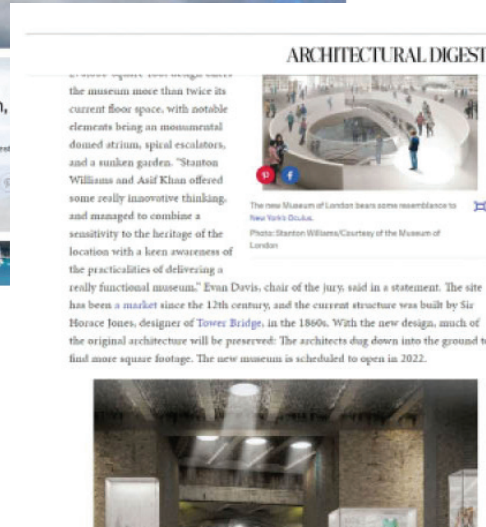 ARCHITECTURAL DIGEST
the museum more than twice its
current floor space, with notable
elements being an monumental
domed atrium, spiral escalators,
and a sunken garden. "Stanton
Williams and Asif Khan offered
some really innovative thinking,
and managed to combine a
sensitivity to the heritage of the
location with a keen awareness of
the practicalities of delivering a
The new Museum of London bears some resemblance to
New York's Oculus.
Photo: Stanton Williams/Courtesy of the Museum of
London
really functional museum," Evan Davis, chair of the jury, said in a statement. The site
has been a market since the 12th century, and the current structure was built by Sir
Horace Jones, designer of Tower Bridge, in the 1860s. With the new design, much of
the original architecture will be preserved: The architects dug down into the ground to
find more square footage. The new museum is scheduled to open in 2022.